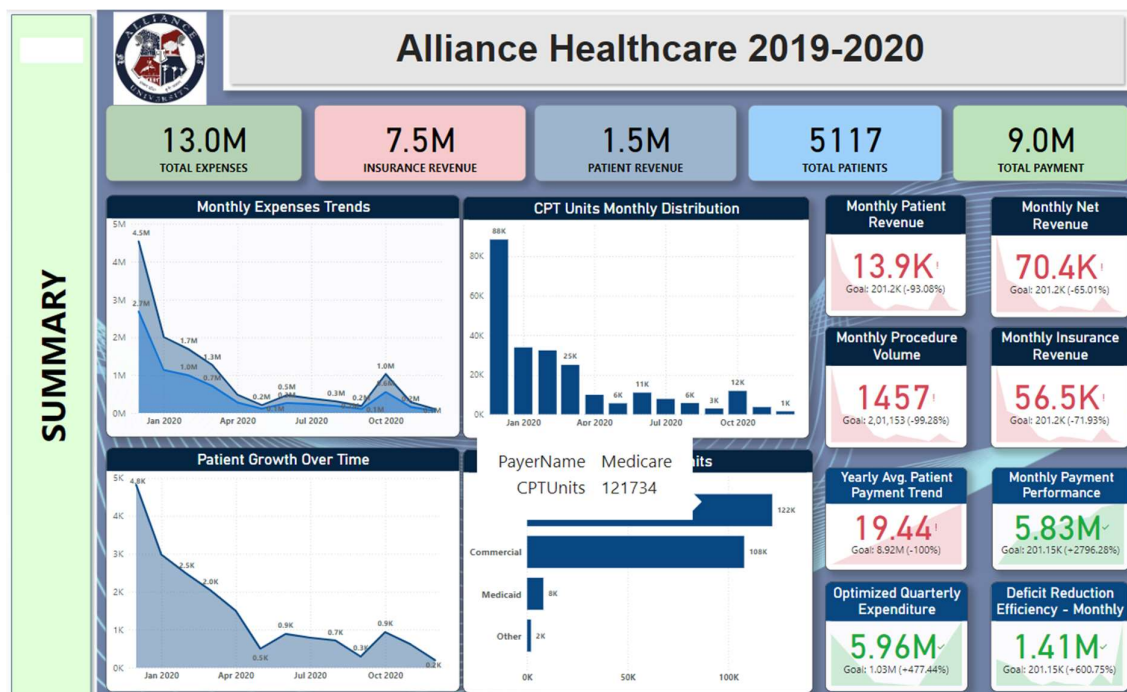 SUMMARY
ALLIANCE
UNIVERSITY
Alliance Healthcare 2019-2020
13.0M
TOTAL EXPENSES
7.5M
INSURANCE REVENUE
1.5M
PATIENT REVENUE
5117
TOTAL PATIENTS
9.0M
TOTAL PAYMENT
Monthly Expenses Trends
5M
4M
3M
2M
1M
0M
4.5M
2.7M
1.7M
1.0M
1.3M
0.7M
0.2M
0.1M
0.5M
0.3M
0.2M
0.1M
1.0M
0.6M
0.2M
Jan 2020
Apr 2020
Jul 2020
Oct 2020
CPT Units Monthly Distribution
80K
60K
40K
20K
0K
88K
25K
6K
11K
6K
3K
12K
1K
Jan 2020
Apr 2020
Jul 2020
Oct 2020
Monthly Patient
Revenue
13.9K!
Goal: 201.2K (-93.08%)
Monthly Net
Revenue
70.4K!
Goal: 201.2K (-65.01%)
Monthly Procedure
Volume
1457!
2,01,153 (-99.28%)
Monthly Insurance
Revenue
56.5K!
Goal: 201.2K (-71.93%)
Patient Growth Over Time
5K
4K
3K
2K
1K
0K
4.8K
2.5K
2.0K
0.5K
0.9K
0.7K
0.3K
0.9K
0.2K
Jan 2020
Apr 2020
Jul 2020
Oct 2020
PayerName Medicare
CPTUnits 121734
nits
122K
Commercial
108K
Medicaid
8K
Other
2K
0K
50K
100K
Yearly Avg. Patient
Payment Trend
19.44!
Goal: 8.92M (-100%)
Monthly Payment
Performance
5.83M✓
Goal: 201.15K (+2796.28%)
Optimized Quarterly
Expenditure
5.96M✓
Goal: 1.03M (+477.44%)
Deficit Reduction
Efficiency - Monthly
1.41M✓
Goal: 201.15K (+600.75%)